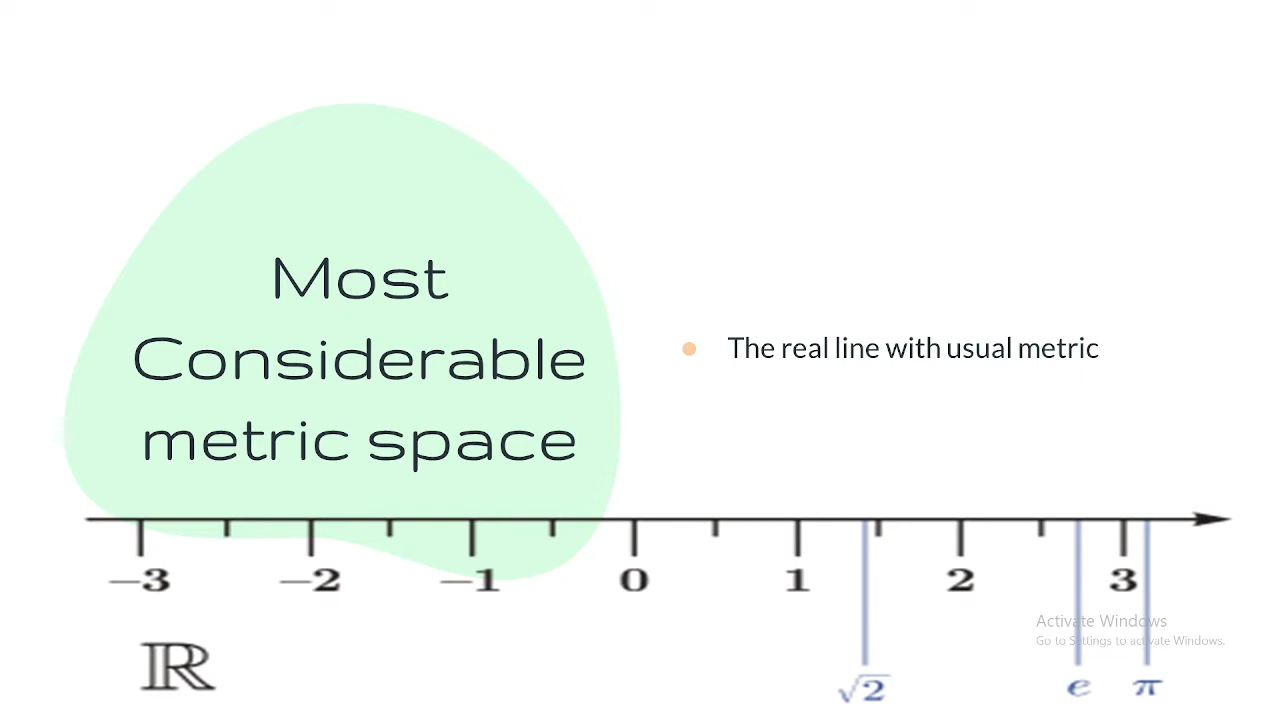 Most
Considerable
metric space
The real line with usual metric
−3 −2 −1 0 1 2 3
Activate Windows
Go to Settings to activate Windows.
ℝ
√2 e π